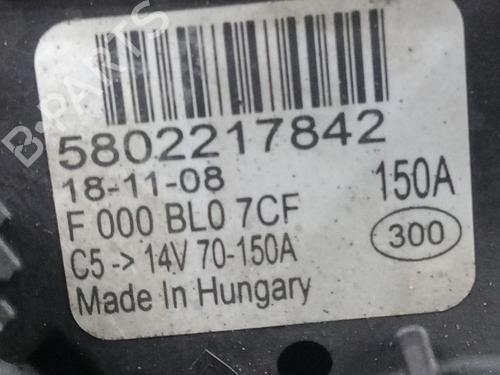 B-PARTS
5802217842
18-11-08
150A
F 000 BL0 7CF
300
C5 -> 14V 70-150A
Made In Hungary